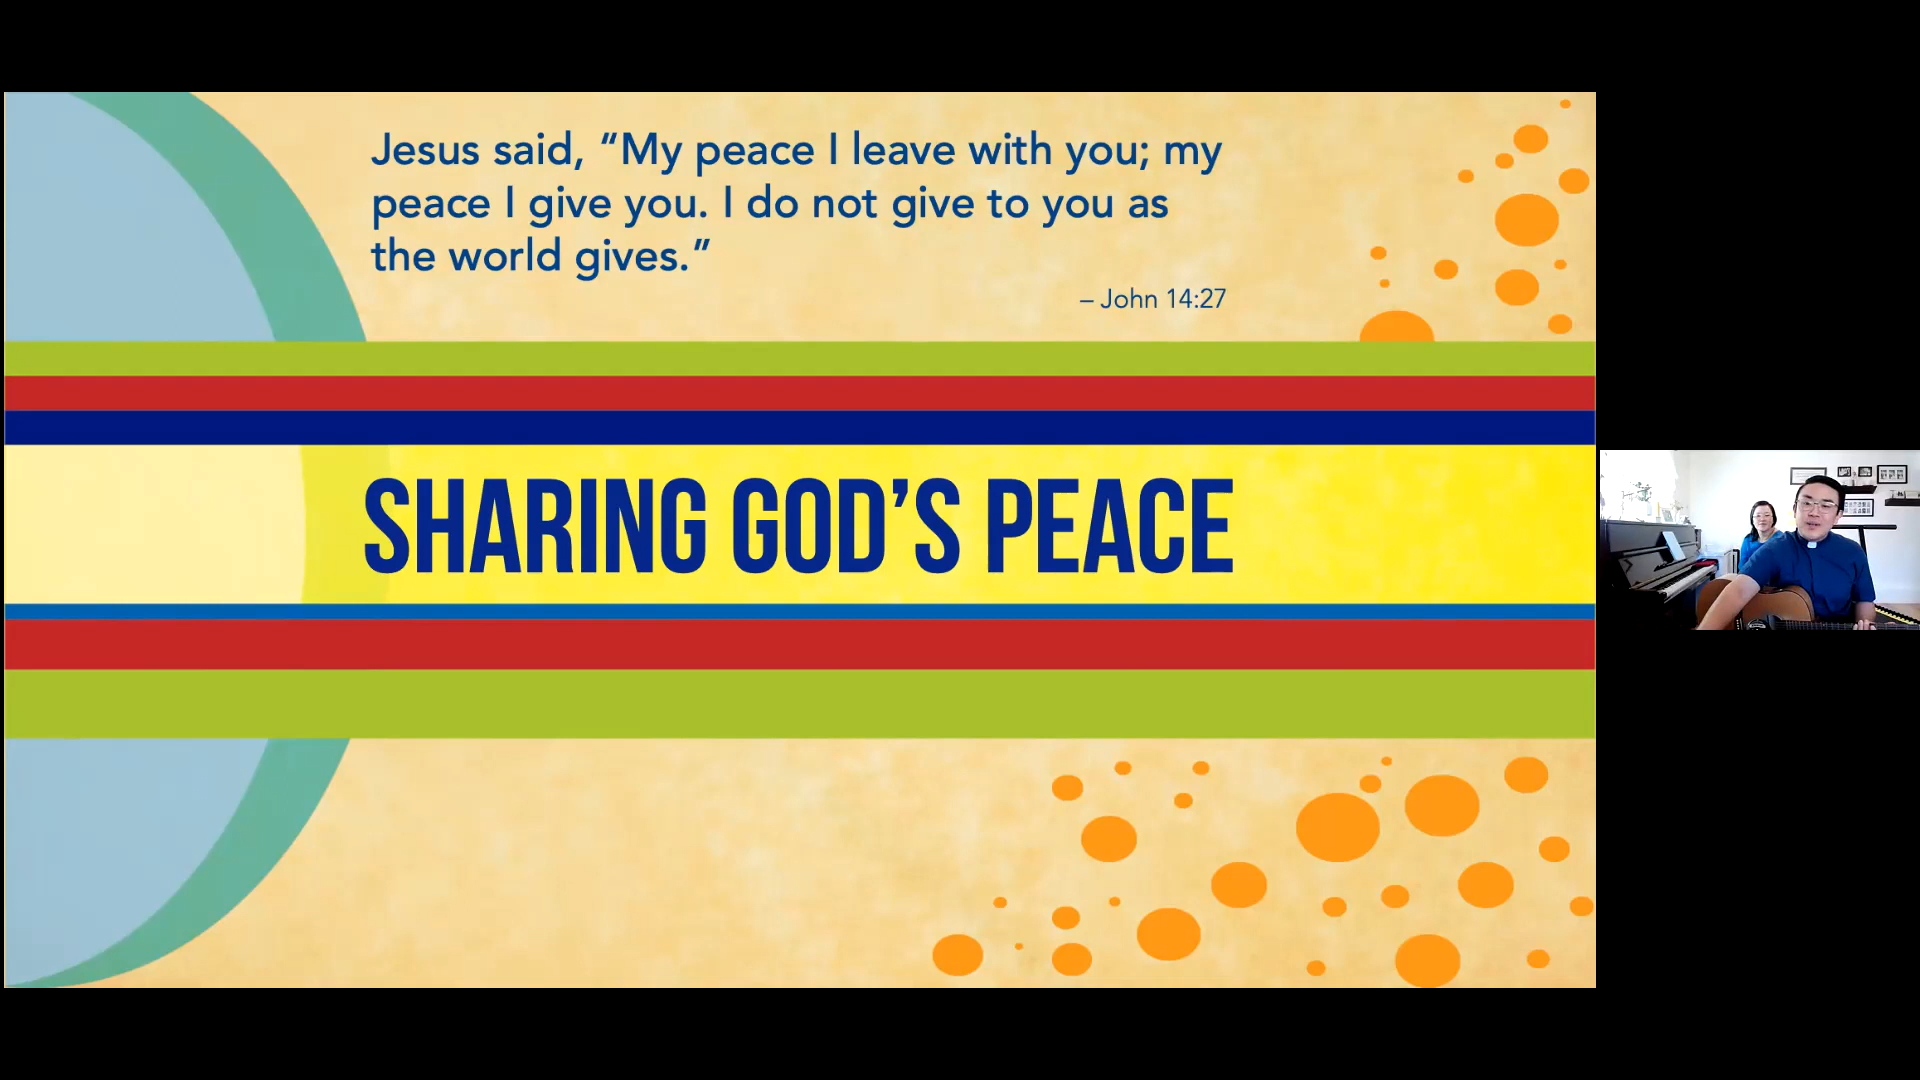 Jesus said, “My peace I leave with you; my
peace I give you. I do not give to you as
the world gives.”
– John 14:27
SHARING GOD’S PEACE